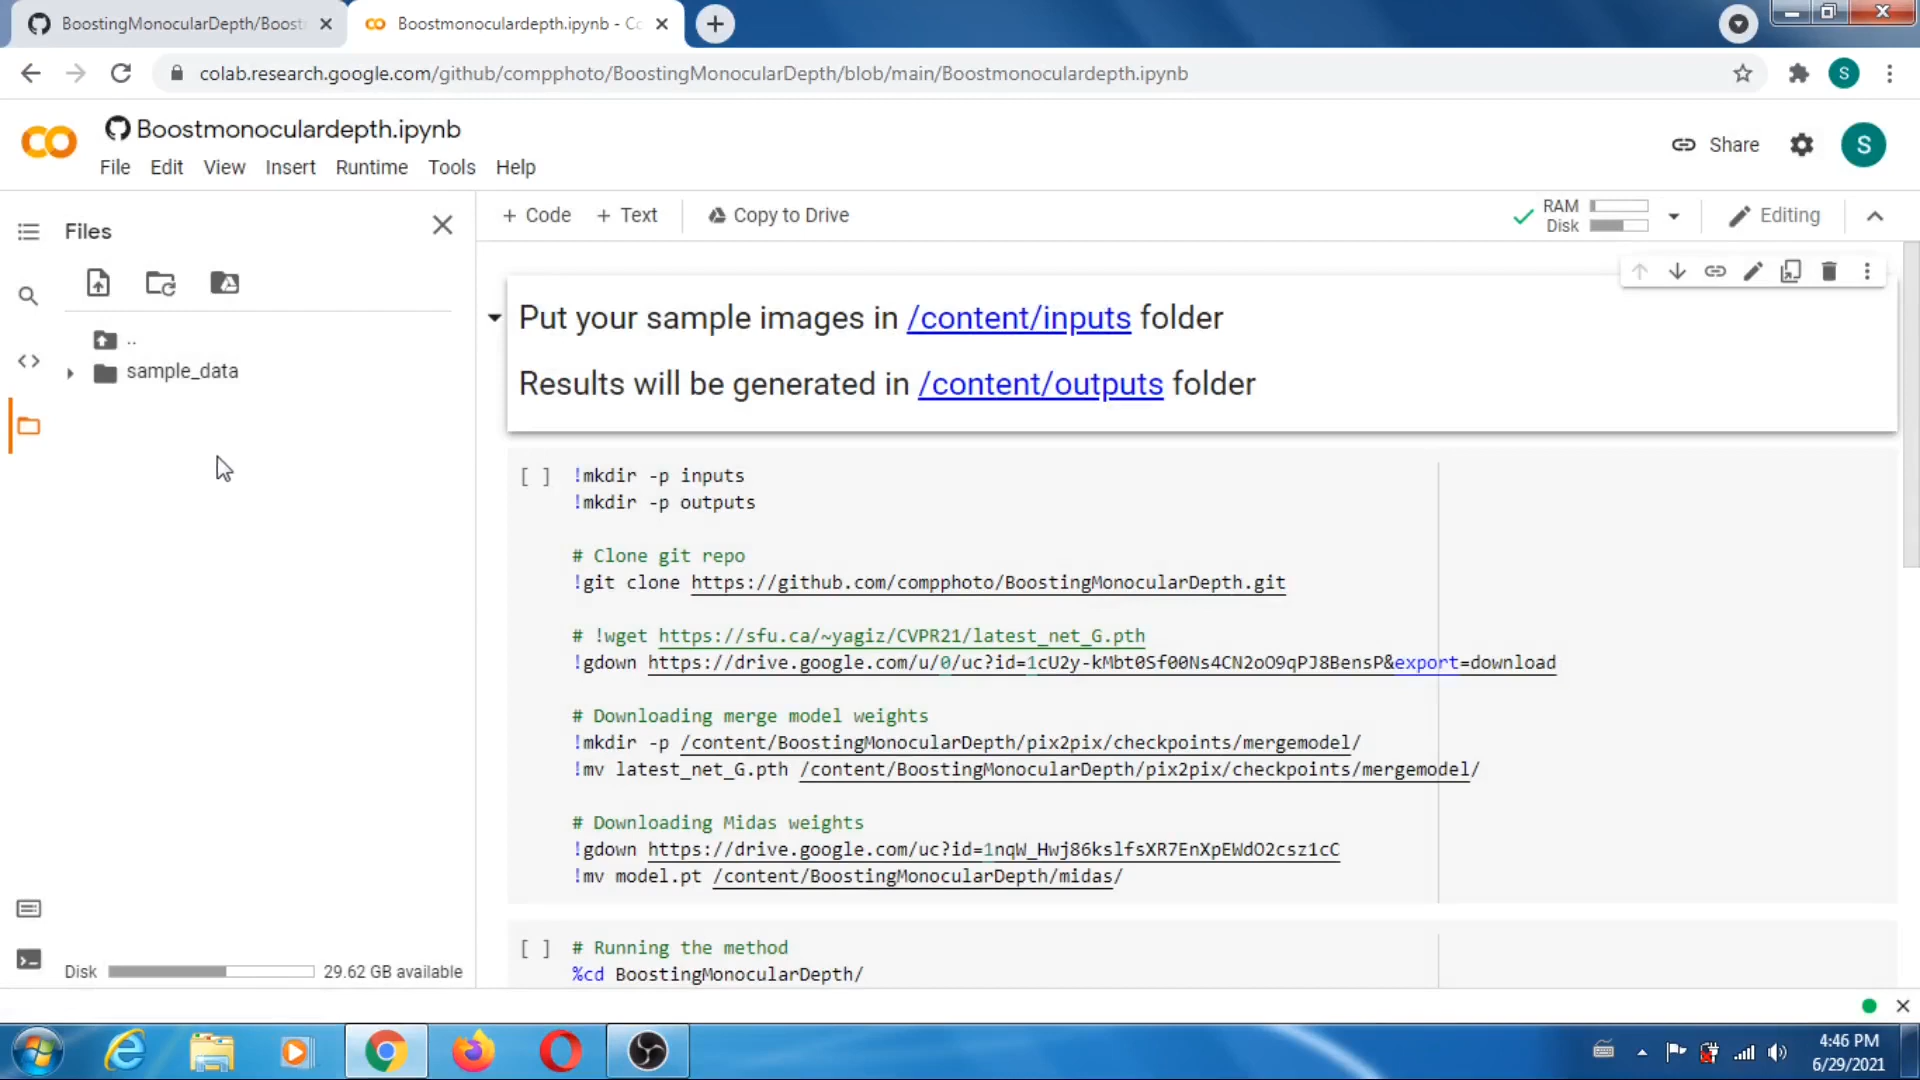 BoostingMonocularDepth/Boost
Boostmonoculardepth.ipynb - Co
colab.research.google.com/github/compphoto/BoostingMonocularDepth/blob/main/Boostmonoculardepth.ipynb
S
Boostmonoculardepth.ipynb
File Edit View Insert Runtime Tools Help
Share
S
Files
+ Code + Text Copy to Drive
RAM
Disk
Editing
..
sample_data
Put your sample images in /content/inputs folder
Results will be generated in /content/outputs folder
[ ] !mkdir -p inputs
!mkdir -p outputs
# Clone git repo
!git clone https://github.com/compphoto/BoostingMonocularDepth.git
# !wget https://sfu.ca/~yagiz/CVPR21/latest_net_G.pth
!gdown https://drive.google.com/u/0/uc?id=1cU2y-kMbt0Sf00Ns4CN2oO9qPJ8BensP&export=download
# Downloading merge model weights
!mkdir -p /content/BoostingMonocularDepth/pix2pix/checkpoints/mergemodel/
!mv latest_net_G.pth /content/BoostingMonocularDepth/pix2pix/checkpoints/mergemodel/
# Downloading Midas weights
!gdown https://drive.google.com/uc?id=1nqW_Hwj86kslfsXR7EnXpEWdO2csz1cC
!mv model.pt /content/BoostingMonocularDepth/midas/
[ ] # Running the method
%cd BoostingMonocularDepth/
Disk 29.62 GB available
4:46 PM
6/29/2021